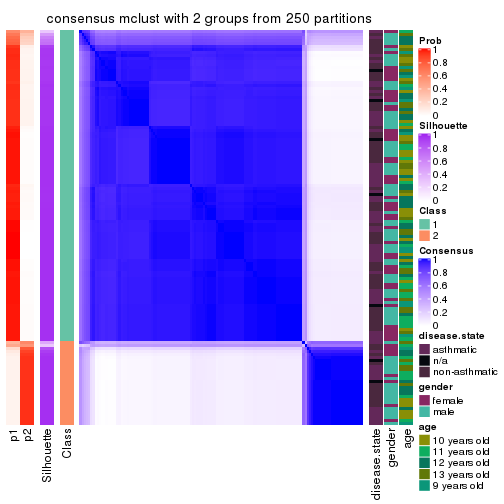 consensus mclust with 2 groups from 250 partitions
p1
p2
Silhouette
Class
disease.state
gender
age
Prob
1
0.8
0.6
0.4
0.2
0
Silhouette
1
0.8
0.6
0.4
0.2
0
Class
1
2
Consensus
1
0.8
0.6
0.4
0.2
0
disease.state
asthmatic
n/a
non-asthmatic
gender
female
male
age
10 years old
11 years old
12 years old
13 years old
9 years old